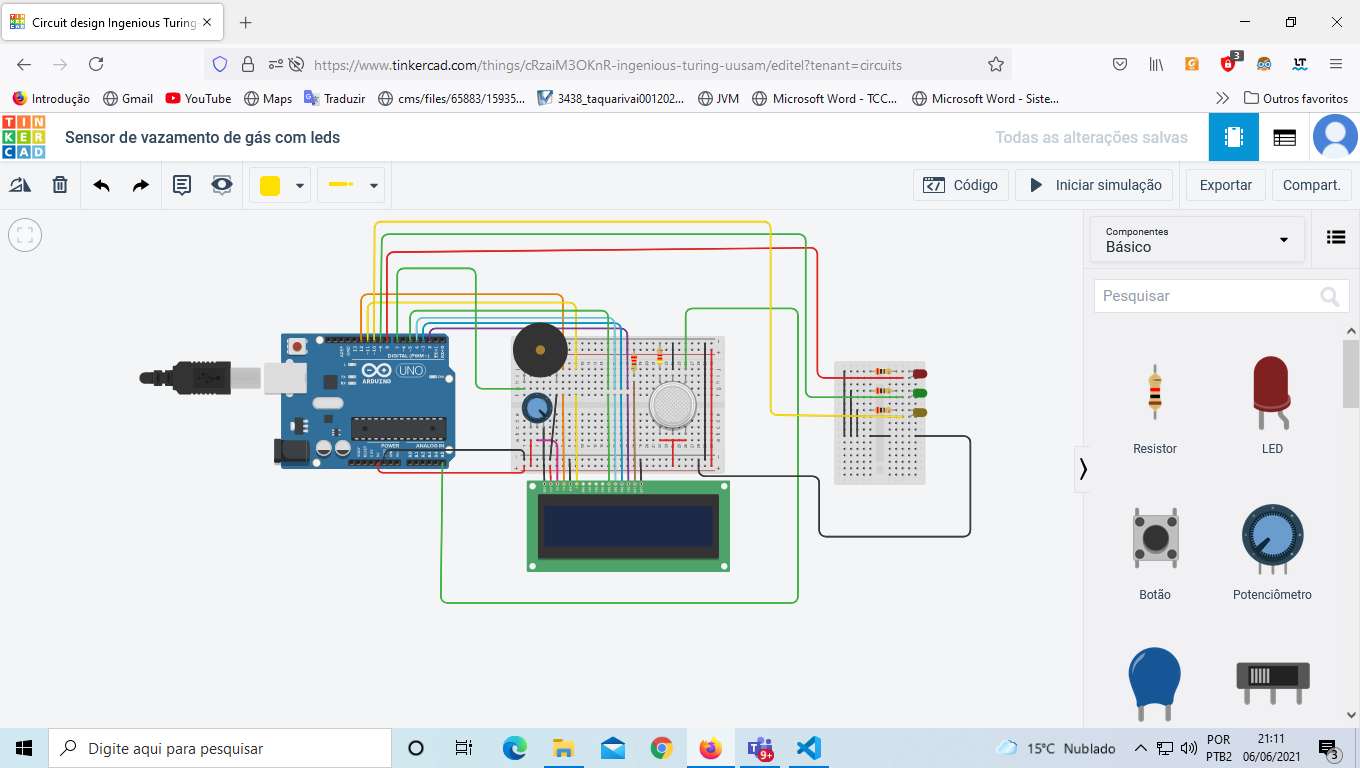 Circuit design Ingenious Turing
https://www.tinkercad.com/things/cRzaiM3OKnR-ingenious-turing-uusam/editel?tenant=circuits
3
Introdução
Gmail
YouTube
Maps
Traduzir
cms/files/65883/15935...
3438_taquarivai001202...
JVM
Microsoft Word - TCC...
Microsoft Word - Siste...
Outros favoritos
TIN
KER
CAD
Sensor de vazamento de gás com leds
Todas as alterações salvas
Código
Iniciar simulação
Exportar
Compart.
Componentes
Básico
Pesquisar
DIGITAL (PWM~)
UNO
ARDUINO
POWER
ANALOG IN
Resistor
LED
Botão
Potenciômetro
Digite aqui para pesquisar
9+
15°C Nublado
POR
PTB2
21:11
06/06/2021
3